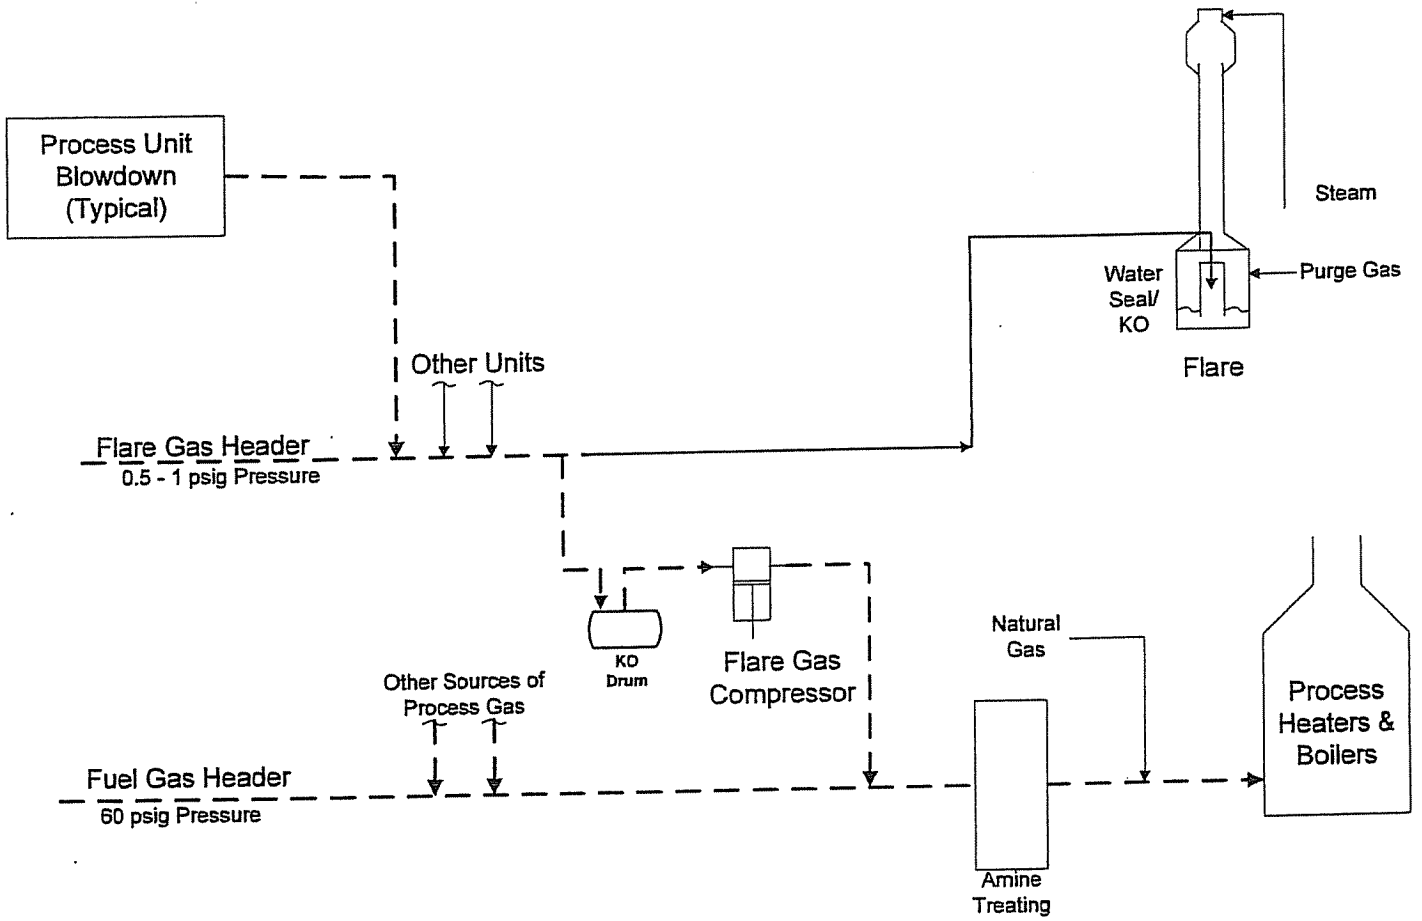 Process Unit
Blowdown
(Typical)
Steam
Water
Seal/
KO
Purge Gas
Flare
Other Units
Flare Gas Header
0.5 - 1 psig Pressure
KO
Drum
Flare Gas
Compressor
Natural
Gas
Process
Heaters &
Boilers
Other Sources of
Process Gas
Fuel Gas Header
60 psig Pressure
Amine
Treating